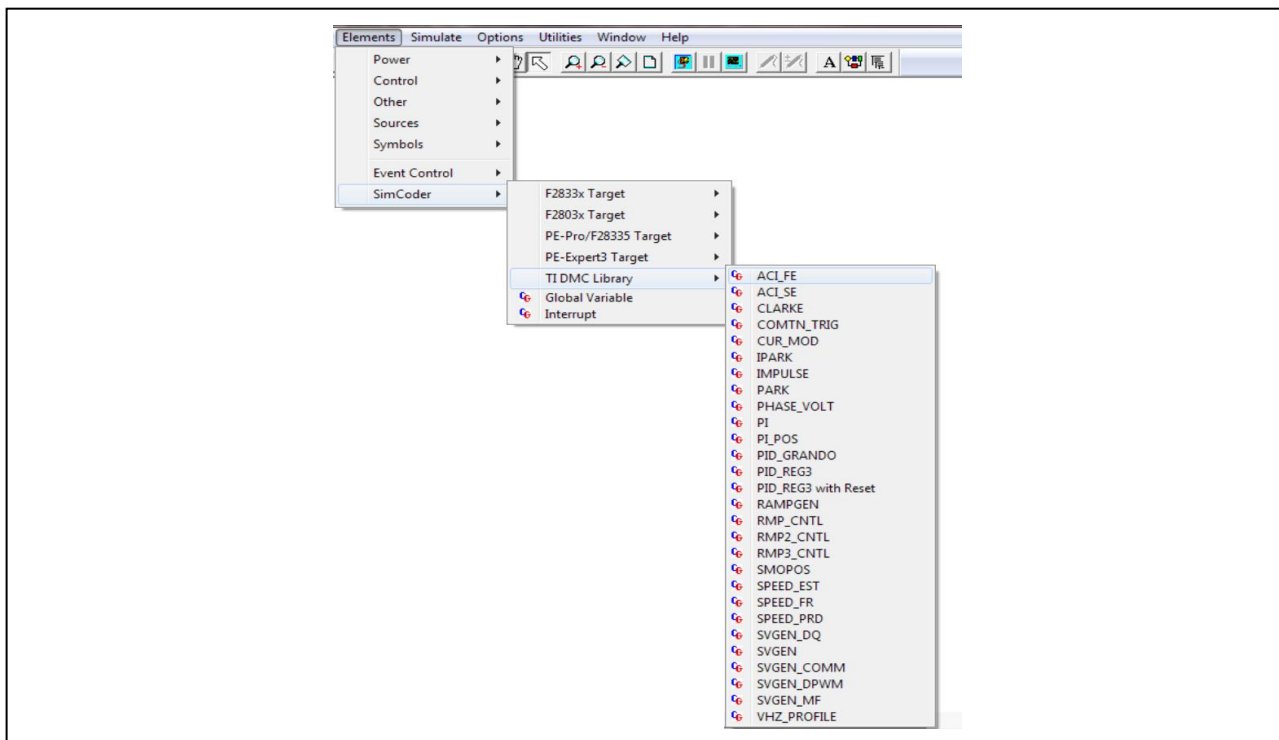 Elements Simulate Options Utilities Window Help
A
Power
Control
Other
Sources
Symbols
Event Control
SimCoder
F2833x Target
F2803x Target
PE-Pro/F28335 Target
PE-Expert3 Target
TI DMC Library
Global Variable
Interrupt
ACI_FE
ACI_SE
CLARKE
COMTN_TRIG
CUR_MOD
IPARK
IMPULSE
PARK
PHASE_VOLT
PI
PI_POS
PID_GRANDO
PID_REG3
PID_REG3 with Reset
RAMPGEN
RMP_CNTL
RMP2_CNTL
RMP3_CNTL
SMOPOS
SPEED_EST
SPEED_FR
SPEED_PRD
SVGEN_DQ
SVGEN
SVGEN_COMM
SVGEN_DPWM
SVGEN_MF
VHZ_PROFILE